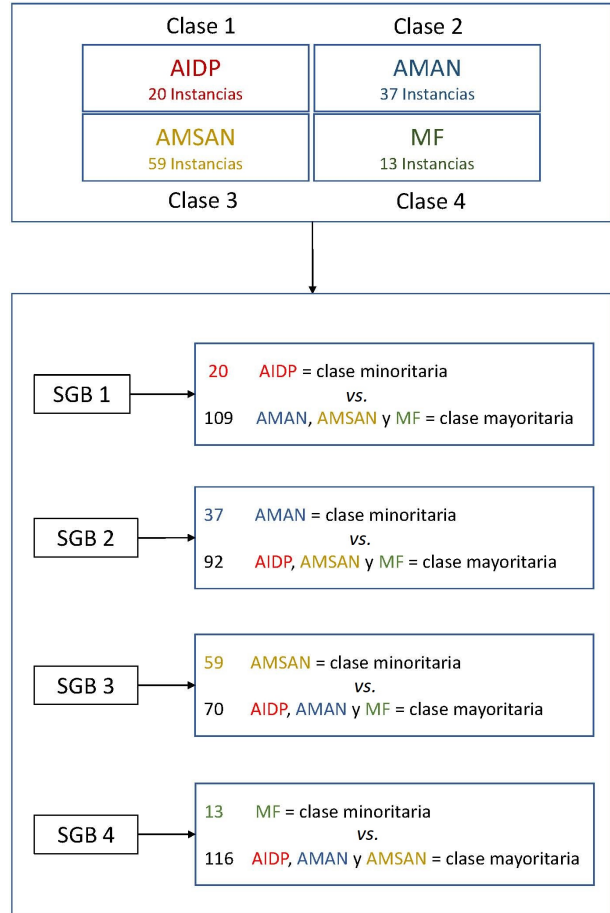 Clase 1 Clase 2
AIDP AMAN
20 Instancias 37 Instancias
AMSAN MF
59 Instancias 13 Instancias
Clase 3 Clase 4
SGB 1
20 AIDP = clase minoritaria
vs.
109 AMAN, AMSAN y MF = clase mayoritaria
SGB 2
37 AMAN = clase minoritaria
vs.
92 AIDP, AMSAN y MF = clase mayoritaria
SGB 3
59 AMSAN = clase minoritaria
vs.
70 AIDP, AMAN y MF = clase mayoritaria
SGB 4
13 MF = clase minoritaria
vs.
116 AIDP, AMAN y AMSAN = clase mayoritaria